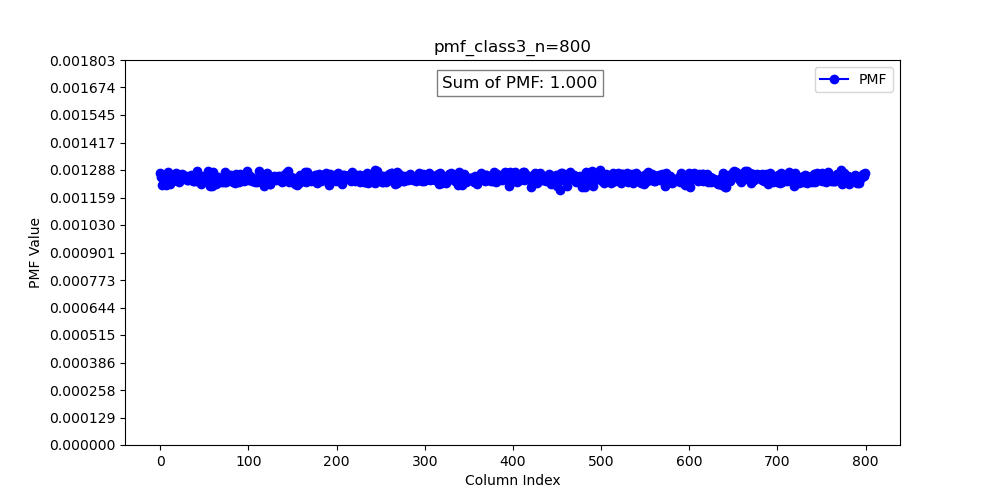 pmf_class3_n=800
Sum of PMF: 1.000
PMF
PMF Value
0.001803
0.001674
0.001545
0.001417
0.001288
0.001159
0.001030
0.000901
0.000773
0.000644
0.000515
0.000386
0.000258
0.000129
0.000000
0 100 200 300 400 500 600 700 800
Column Index